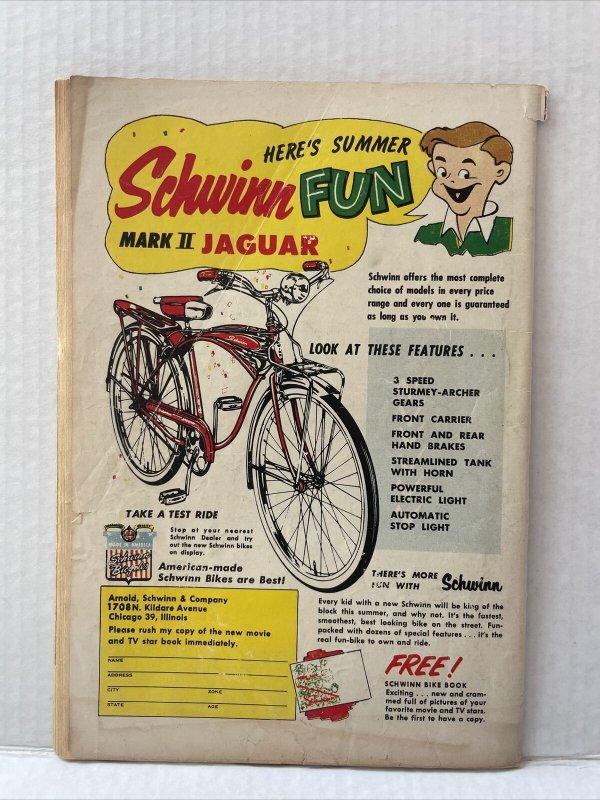 HERE'S SUMMER
Schwinn FUN
MARK II JAGUAR
Schwinn offers the most complete
choice of models in every price
range and every one is guaranteed
as long as you own it.
LOOK AT THESE FEATURES . . .
3 SPEED
STURMEY-ARCHER
GEARS
FRONT CARRIER
FRONT AND REAR
HAND BRAKES
STREAMLINED TANK
WITH HORN
POWERFUL
ELECTRIC LIGHT
AUTOMATIC
STOP LIGHT
Schwinn
TAKE A TEST RIDE
Stop at your nearest
Schwinn Dealer and try
out the new Schwinn bikes
on display.
MADE IN AMERICA
Schwinn
Bicycles
American-made
Schwinn Bikes are Best!
THERE'S MORE
FUN WITH Schwinn
Every kid with a new Schwinn will be king of the
block this summer, and why not. It's the fastest,
smoothest, best looking bike on the street. Fun-
packed with dozens of special features . . . it's the
real fun-bike to own and ride.
Arnold, Schwinn & Company
1708 N. Kildare Avenue
Chicago 39, Illinois
Please rush my copy of the new movie
and TV star book immediately.
NAME
ADDRESS
CITY ZONE
STATE AGE
FREE!
SCHWINN BIKE BOOK
Exciting . . . new and cram-
med full of pictures of your
favorite movie and TV stars.
Be the first to have a copy.